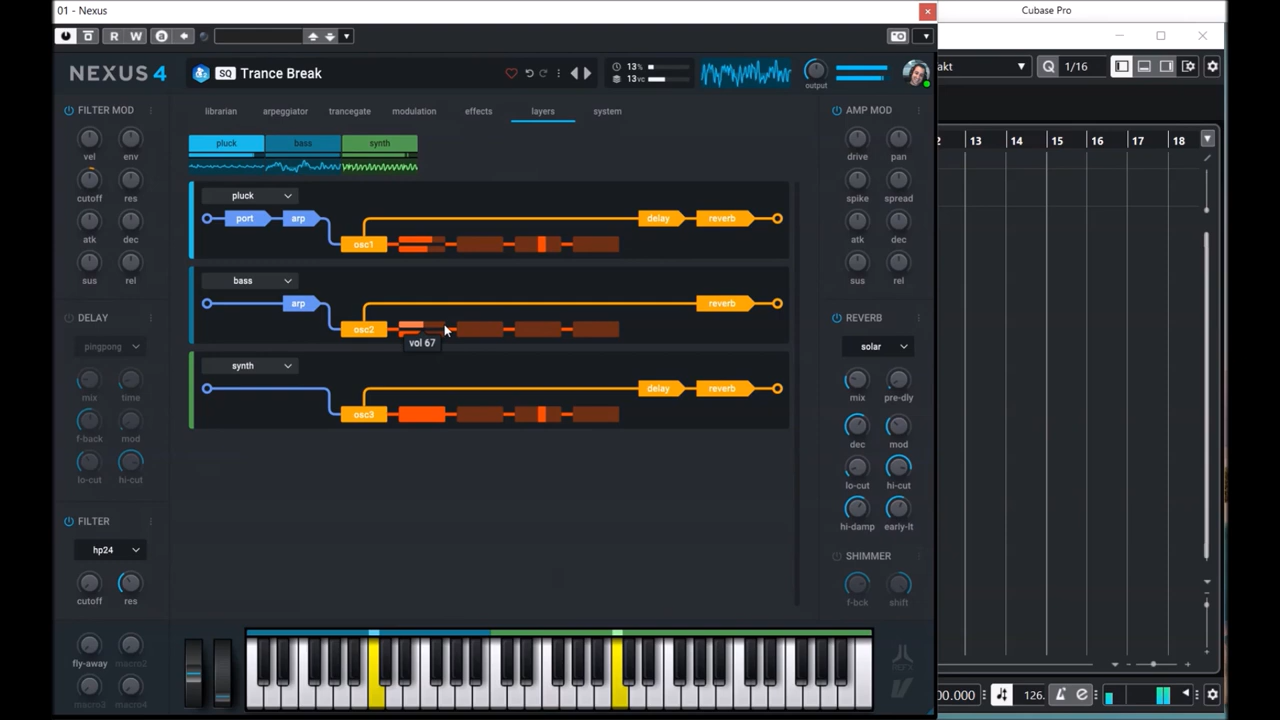 01 - Nexus
Cubase Pro
R W
NEXUS 4
SQ Trance Break
13%
13vc
output
akt
1/16
librarian arpeggiator trancegate modulation effects layers system
FILTER MOD
vel env
cutoff res
atk dec
sus rel
DELAY
pingpong
mix time
f-back mod
lo-cut hi-cut
FILTER
hp24
cutoff res
fly-away macro2
macro3 macro4
pluck bass synth
pluck
port arp
osc1
delay reverb
bass
arp
osc2
reverb
vol 67
synth
osc3
delay reverb
AMP MOD
drive pan
spike spread
atk dec
sus rel
REVERB
solar
mix pre-dly
dec mod
lo-cut hi-cut
hi-damp early-lt
SHIMMER
f-bck shift
2 13 14 15 16 17 18
00.000 126.